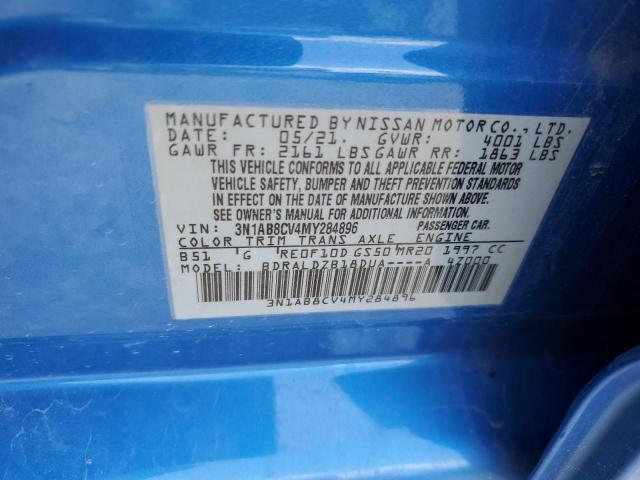 MANUFACTURED BY NISSAN MOTOR CO., LTD.
DATE: 05/21. GVWR: 4001 LBS
GAWR FR: 2161 LBS GAWR RR: 1863 LBS
THIS VEHICLE CONFORMS TO ALL APPLICABLE FEDERAL MOTOR
VEHICLE SAFETY, BUMPER AND THEFT PREVENTION STANDARDS
IN EFFECT ON THE DATE OF MANUFACTURE SHOWN ABOVE.
SEE OWNER'S MANUAL FOR ADDITIONAL INFORMATION.
VIN: 3N1AB8CV4MY284896 PASSENGER CAR.
COLOR TRIM TRANS AXLE ENGINE
B51 G RE0F10D GS50 MR20 1997 CC
MODEL: BDRALDZB18DUA----A 4Z000
3N1AB8CV4MY284896